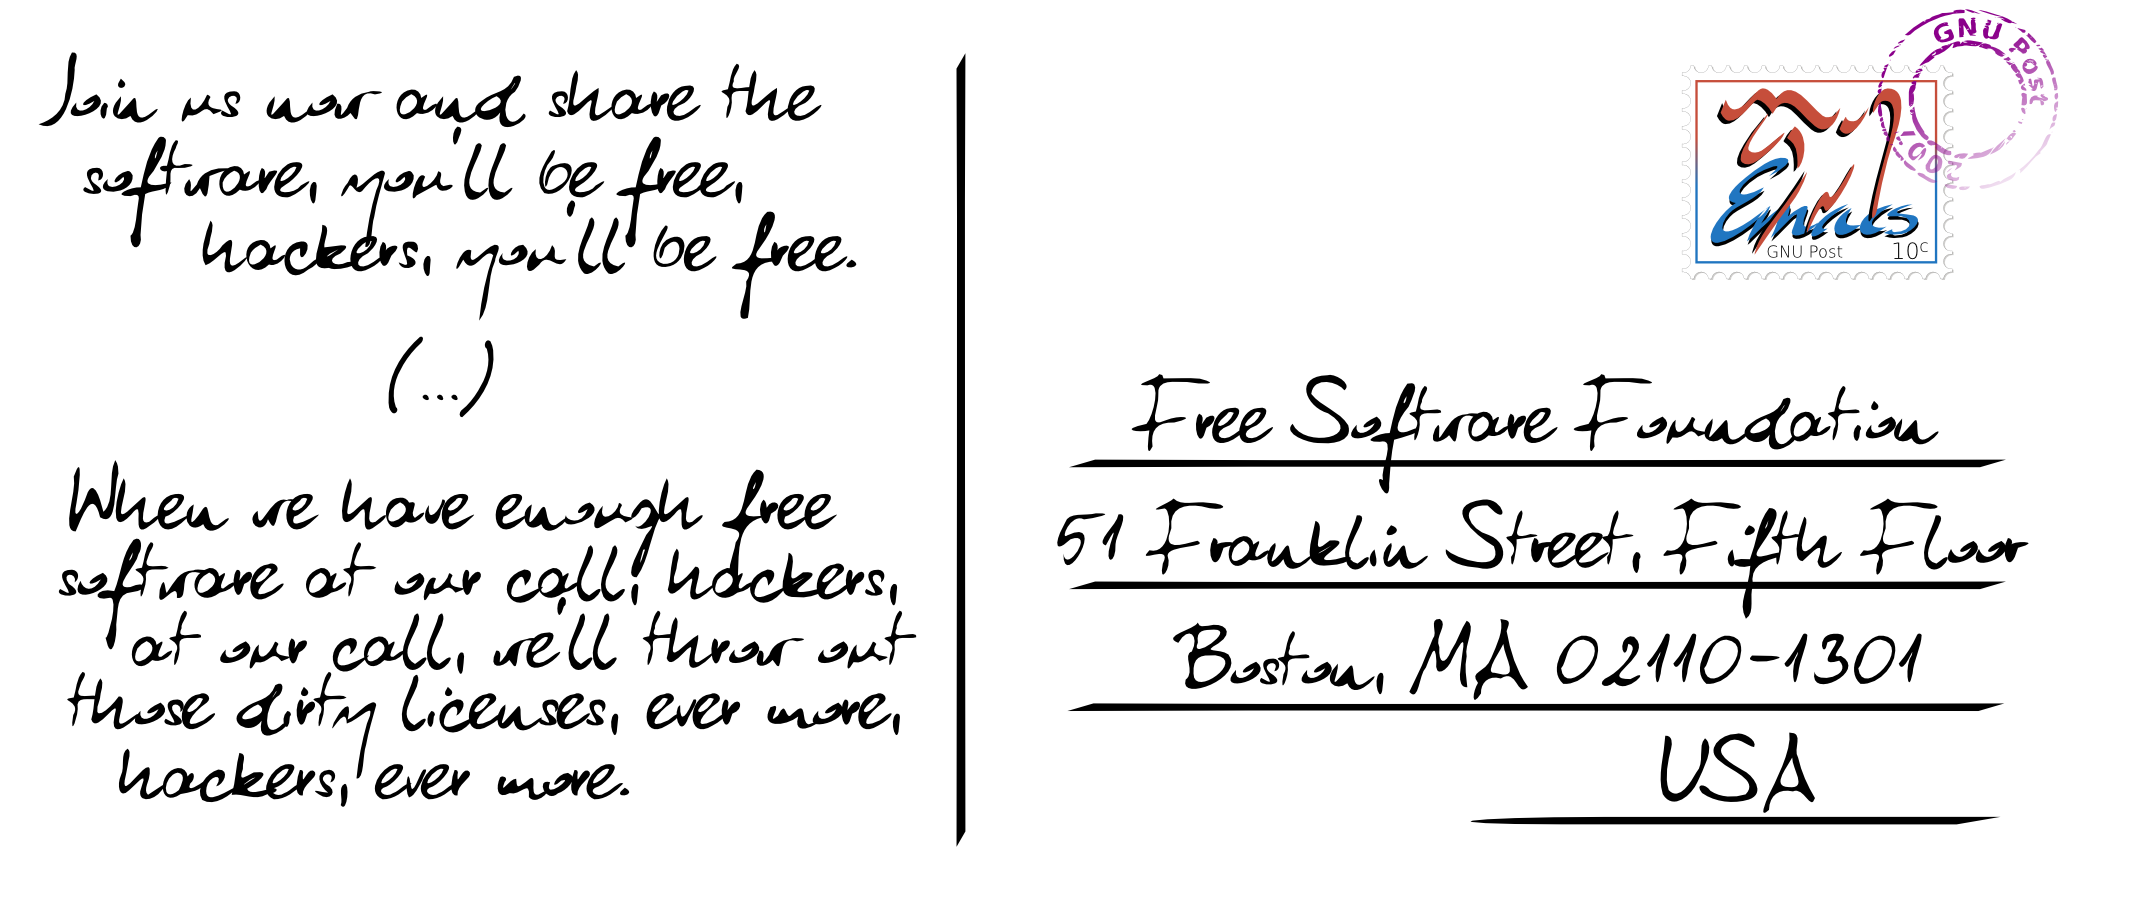 Join us now and share the
software, you'll be free,
hackers, you'll be free.
(...)
When we have enough free
software at our call, hackers,
at our call, we'll throw out
those dirty licenses, ever more,
hackers, ever more.
GNU Post
2007
Emacs
GNU Post 10c
Free Software Foundation
51 Franklin Street, Fifth Floor
Boston, MA 02110-1301
USA